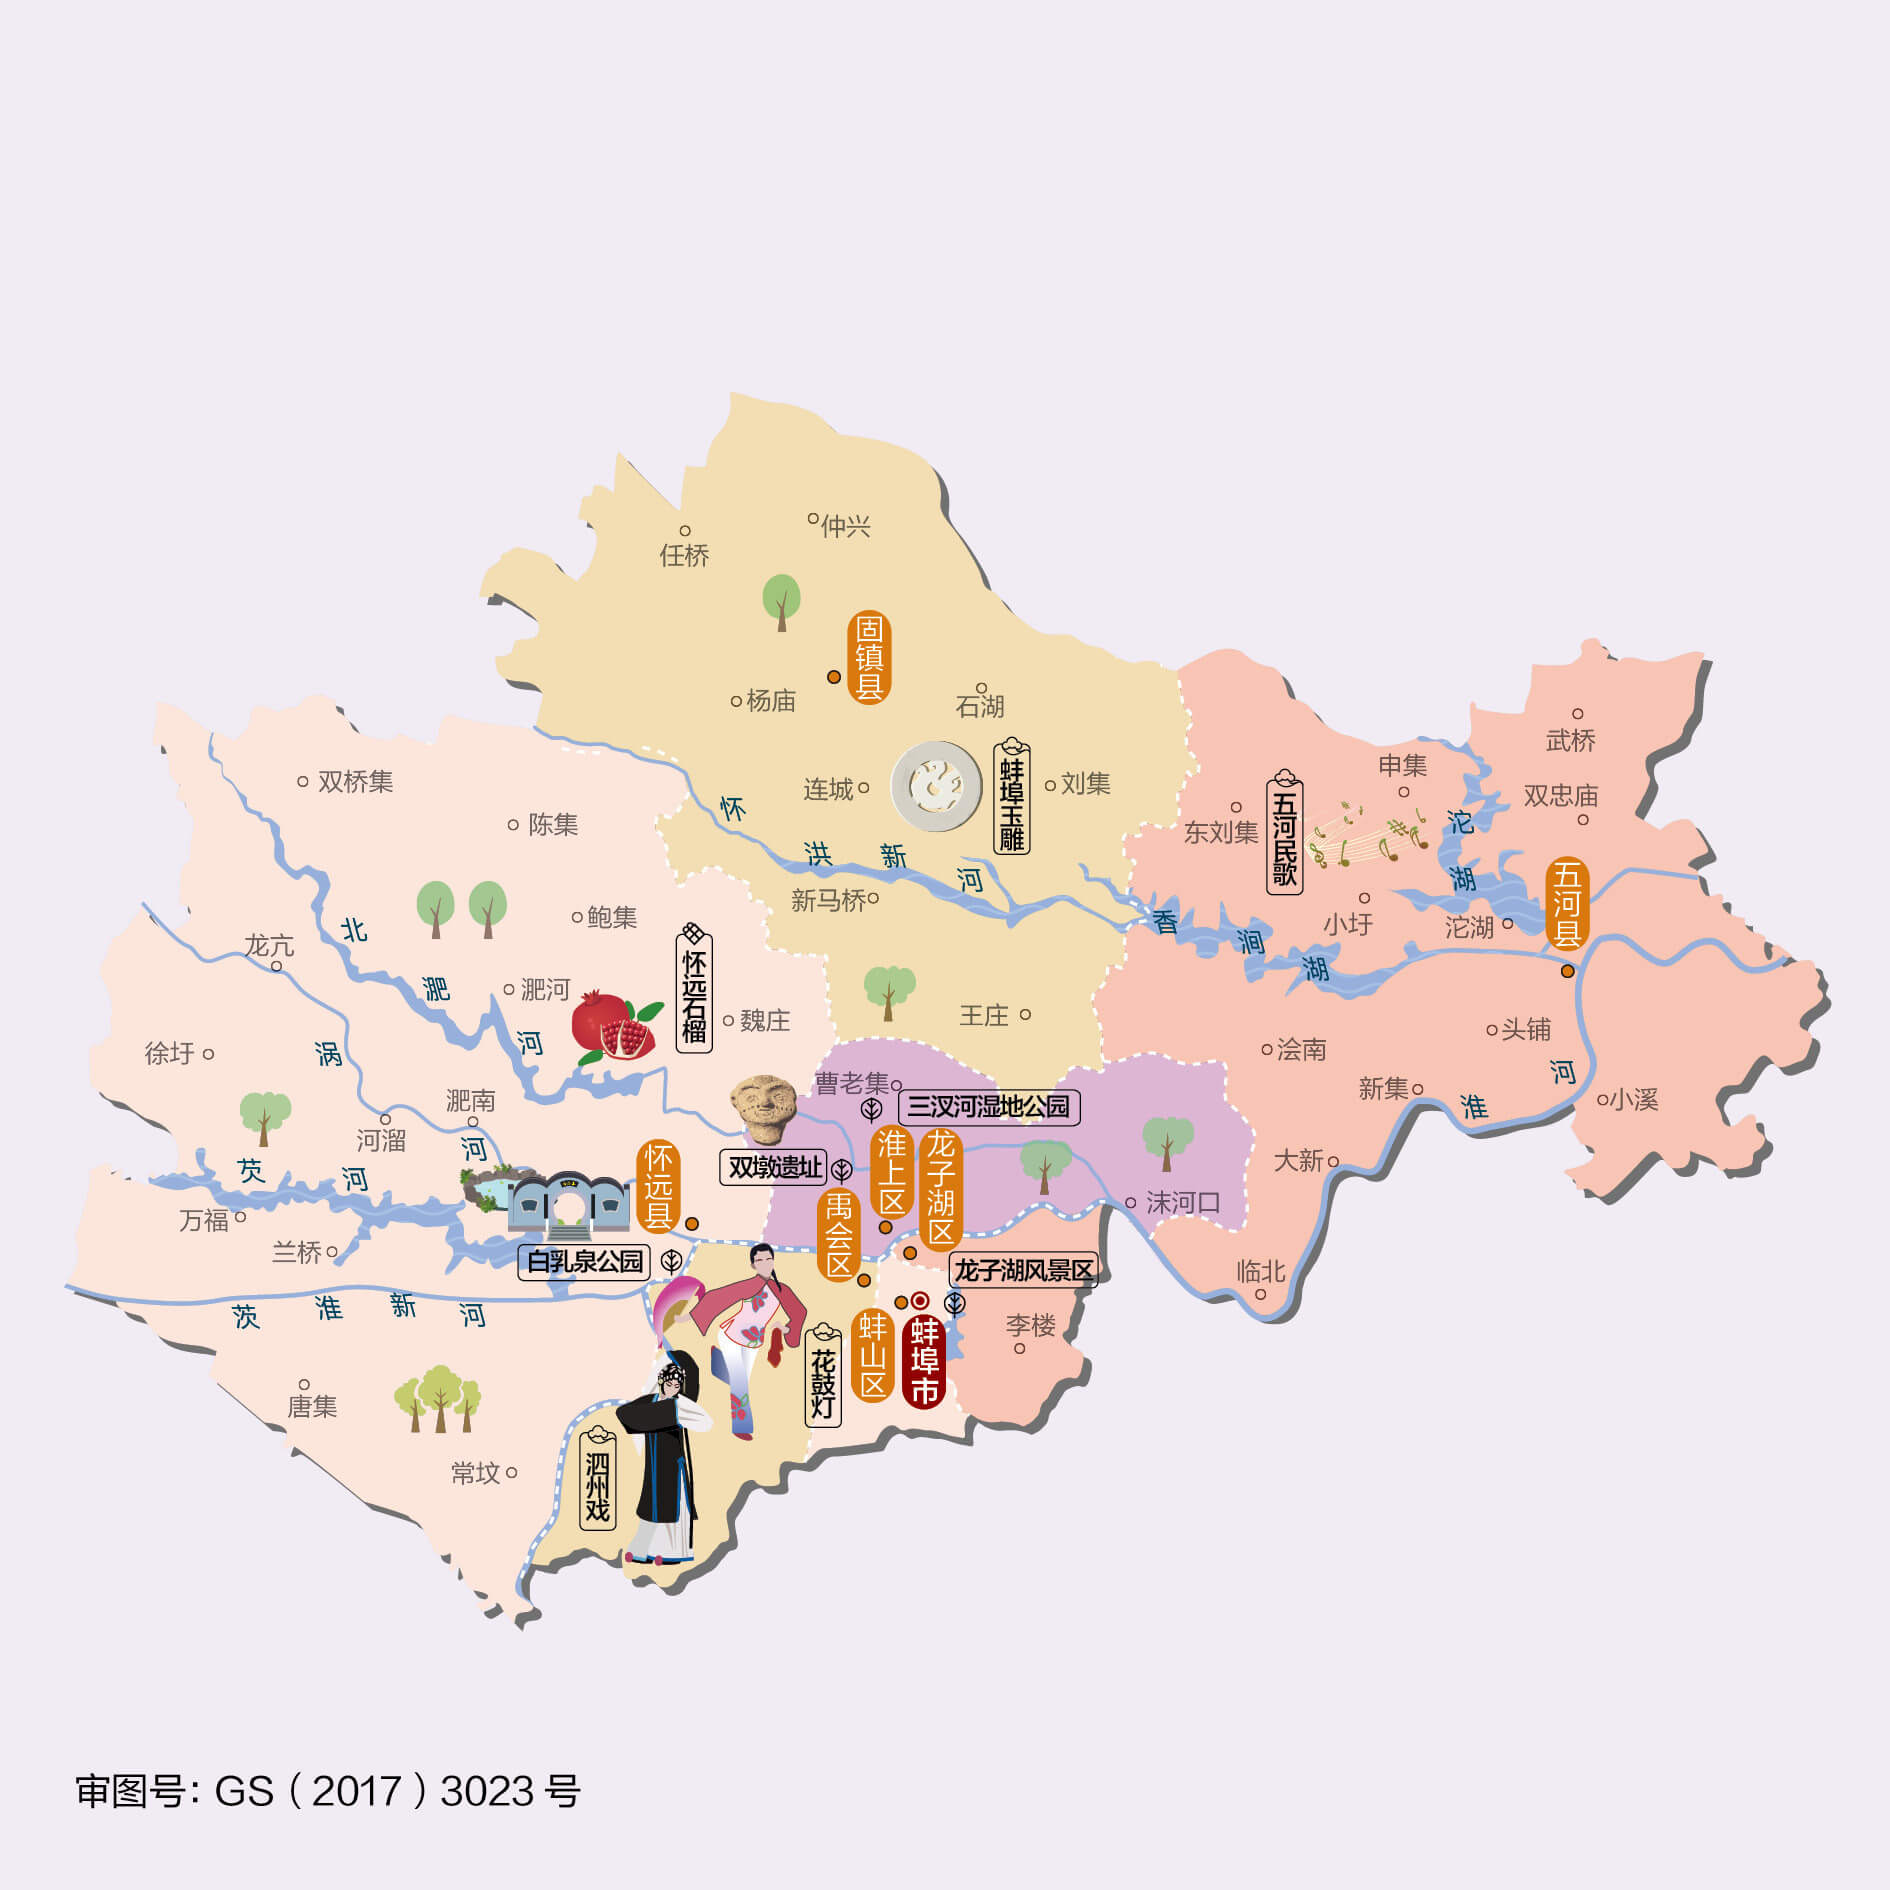 仲兴
任桥
固镇县
杨庙
石湖
武桥
双桥集
连城
蚌埠玉雕
刘集
申集
双忠庙
东刘集
五河民歌
沱湖
陈集
怀洪新河
新马桥
五河县
小圩
沱湖
香涧湖
鲍集
北淝河
龙亢
淝河
怀远石榴
魏庄
王庄
头铺
浍南
徐圩
涡河
新集
小溪
淮河
曹老集
三汊河湿地公园
淝南
河溜
双墩遗址
淮上区
龙子湖区
大新
茨河
怀远县
禹会区
沫河口
万福
兰桥
白乳泉公园
龙子湖风景区
临北
茨淮新河
李楼
花鼓灯
蚌山区
蚌埠市
唐集
常坟
泗州戏
审图号：GS（2017）3023 号